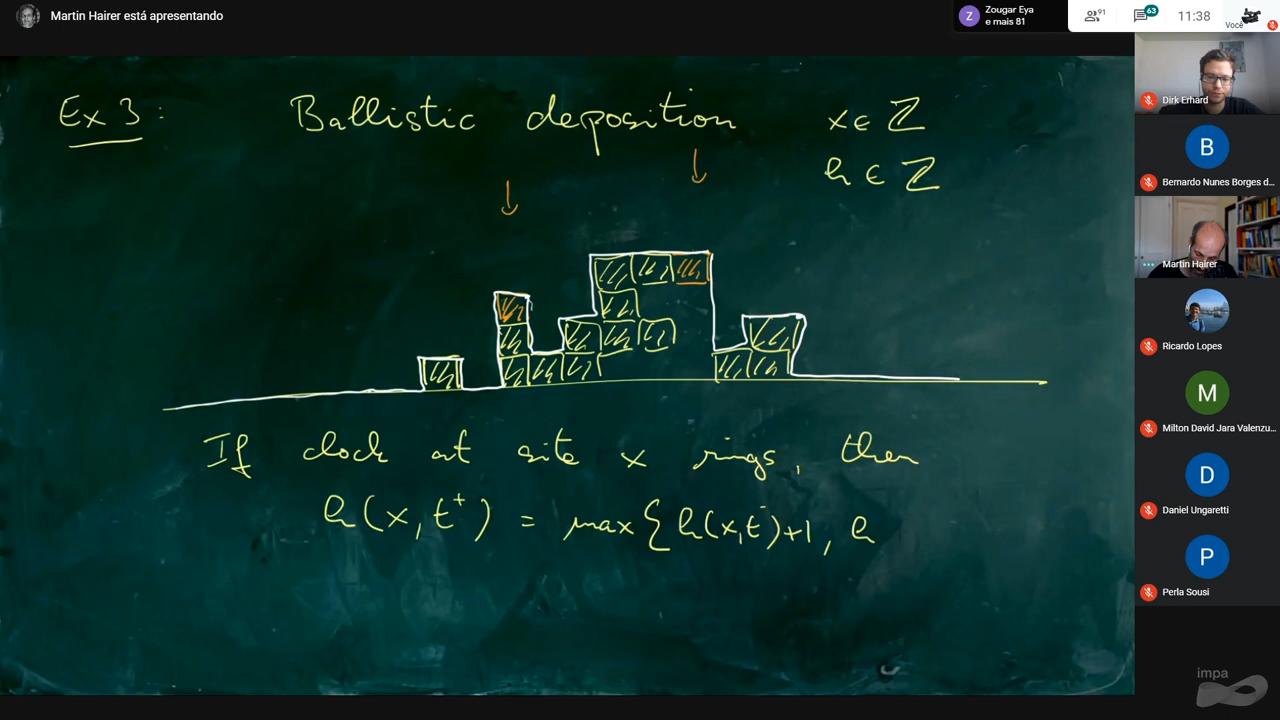 Martin Hairer está apresentando
Zougar Eya
e mais 81
91
63
11:38
Você
Ex 3:
Ballistic deposition
x ∈ ℤ
h ∈ ℤ
If clock at site x rings, then
h(x, t⁺) = max{h(x,t⁻)+1, h
Dirk Erhard
B
Bernardo Nunes Borges d...
Martin Hairer
Ricardo Lopes
M
Milton David Jara Valenzu...
D
Daniel Ungaretti
P
Perla Sousi
impa